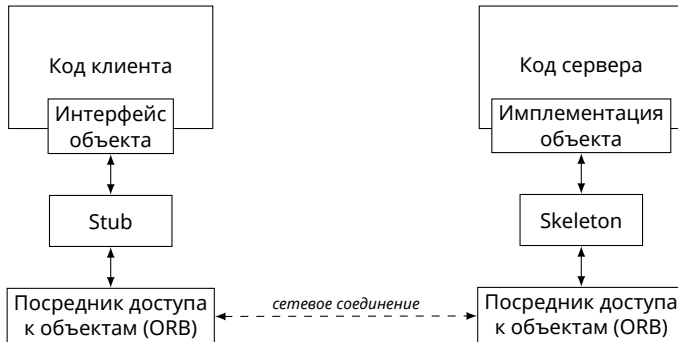 Код клиента
Интерфейс
объекта
Stub
Посредник доступа
к объектам (ORB)
сетевое соединение
Код сервера
Имплементация
объекта
Skeleton
Посредник доступа
к объектам (ORB)